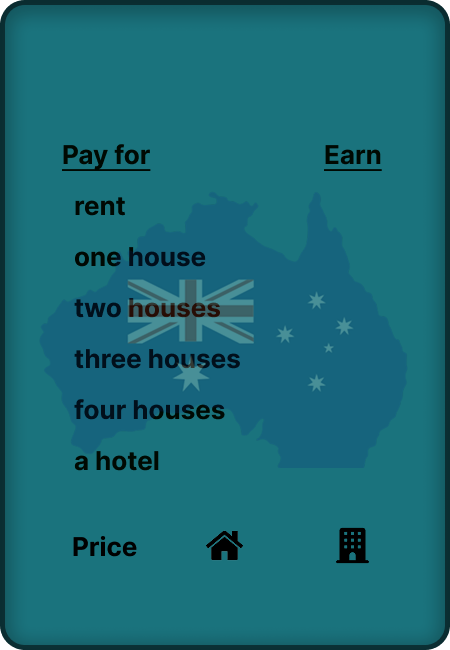 Pay for Earn
rent
one house
two houses
three houses
four houses
a hotel
Price